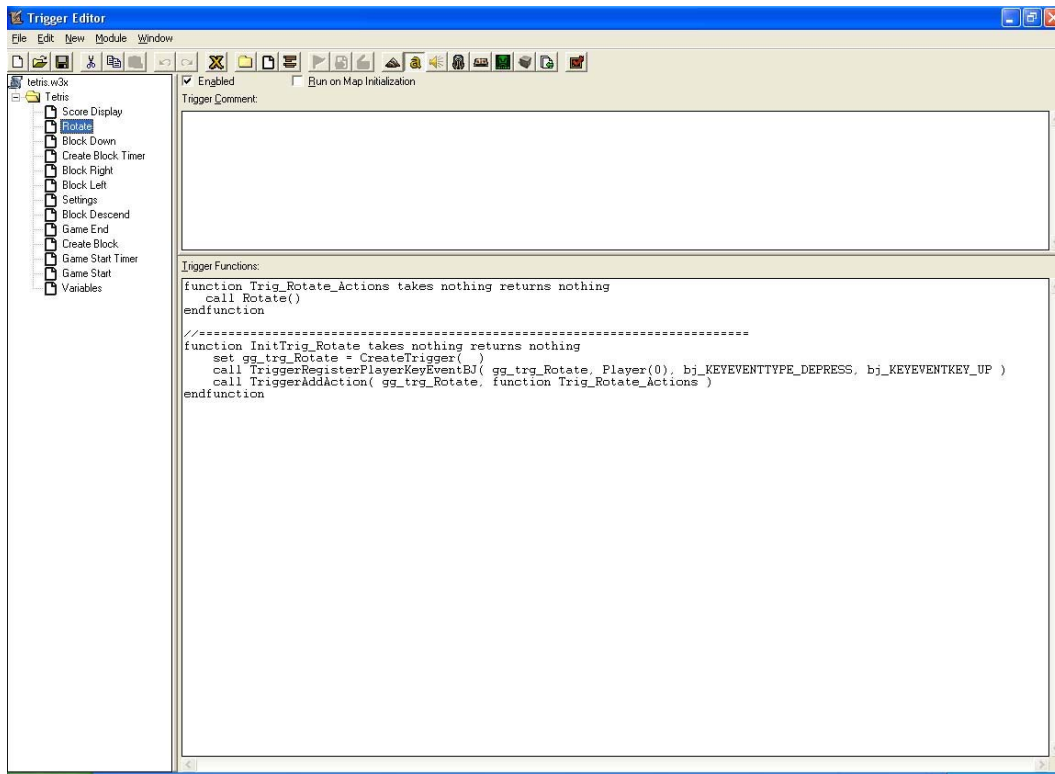 Trigger Editor
File Edit New Module Window
tetris.w3x
Tetris
Score Display
Rotate
Block Down
Create Block Timer
Block Right
Block Left
Settings
Block Descend
Game End
Create Block
Game Start Timer
Game Start
Variables
Enabled Run on Map Initialization
Trigger Comment:
Trigger Functions:
function Trig_Rotate_Actions takes nothing returns nothing
call Rotate()
endfunction
//===========================================================================
function InitTrig_Rotate takes nothing returns nothing
set gg_trg_Rotate = CreateTrigger(  )
call TriggerRegisterPlayerKeyEventBJ( gg_trg_Rotate, Player(0), bj_KEYEVENTTYPE_DEPRESS, bj_KEYEVENTKEY_UP )
call TriggerAddAction( gg_trg_Rotate, function Trig_Rotate_Actions )
endfunction